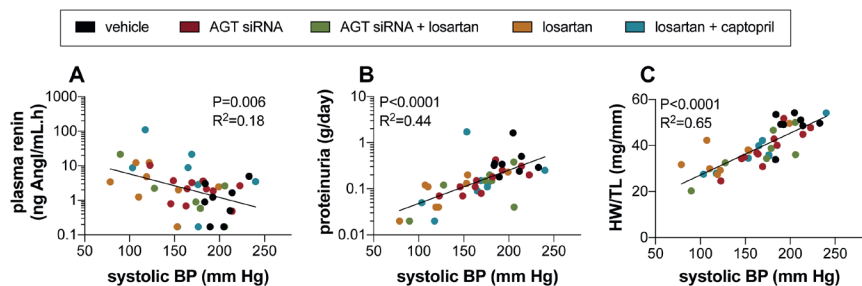 vehicle AGT siRNA AGT siRNA + losartan losartan losartan + captopril
A
P=0.006
R²=0.18
plasma renin
(ng AngI/mL.h)
1000
100
10
1
0.1
50 100 150 200 250
systolic BP (mm Hg)
B
P<0.0001
R²=0.44
proteinuria (g/day)
10
1
0.1
0.01
50 100 150 200 250
systolic BP (mm Hg)
C
P<0.0001
R²=0.65
HW/TL (mg/mm)
60
40
20
0
50 100 150 200 250
systolic BP (mm Hg)